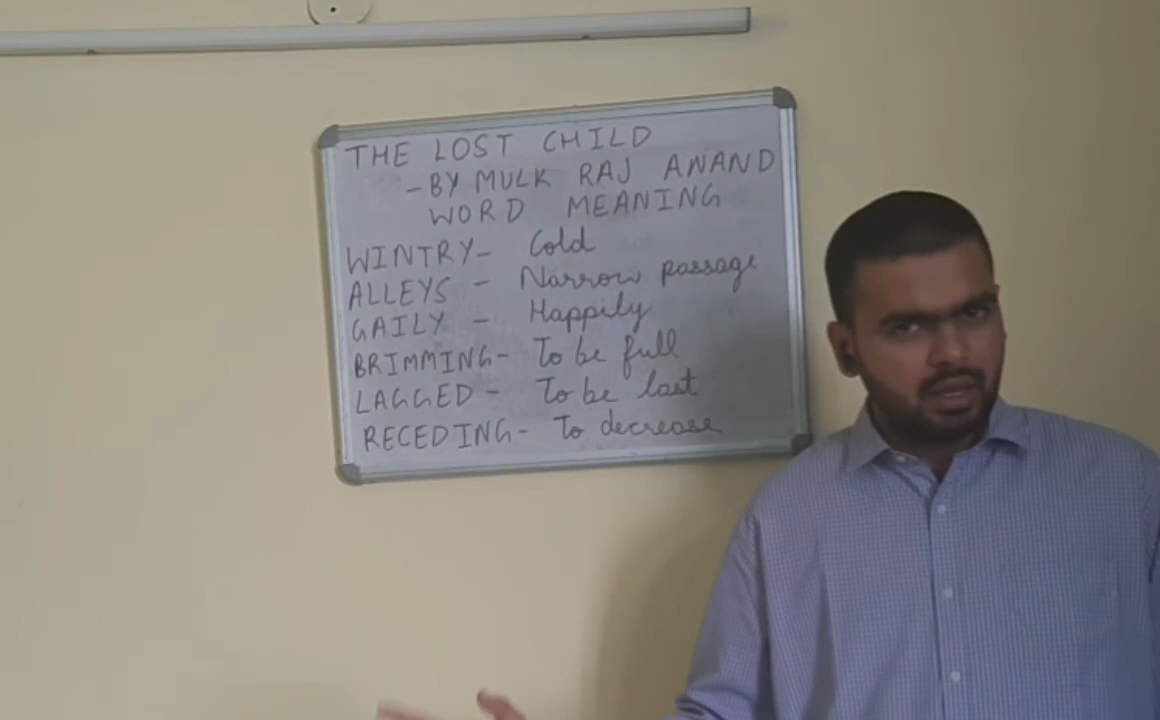 THE LOST CHILD
- BY MULK RAJ ANAND
WORD MEANING
WINTRY - Cold
ALLEYS - Narrow passage
GAILY - Happily
BRIMMING - To be full
LAGGED - To be last
RECEDING - To decrease